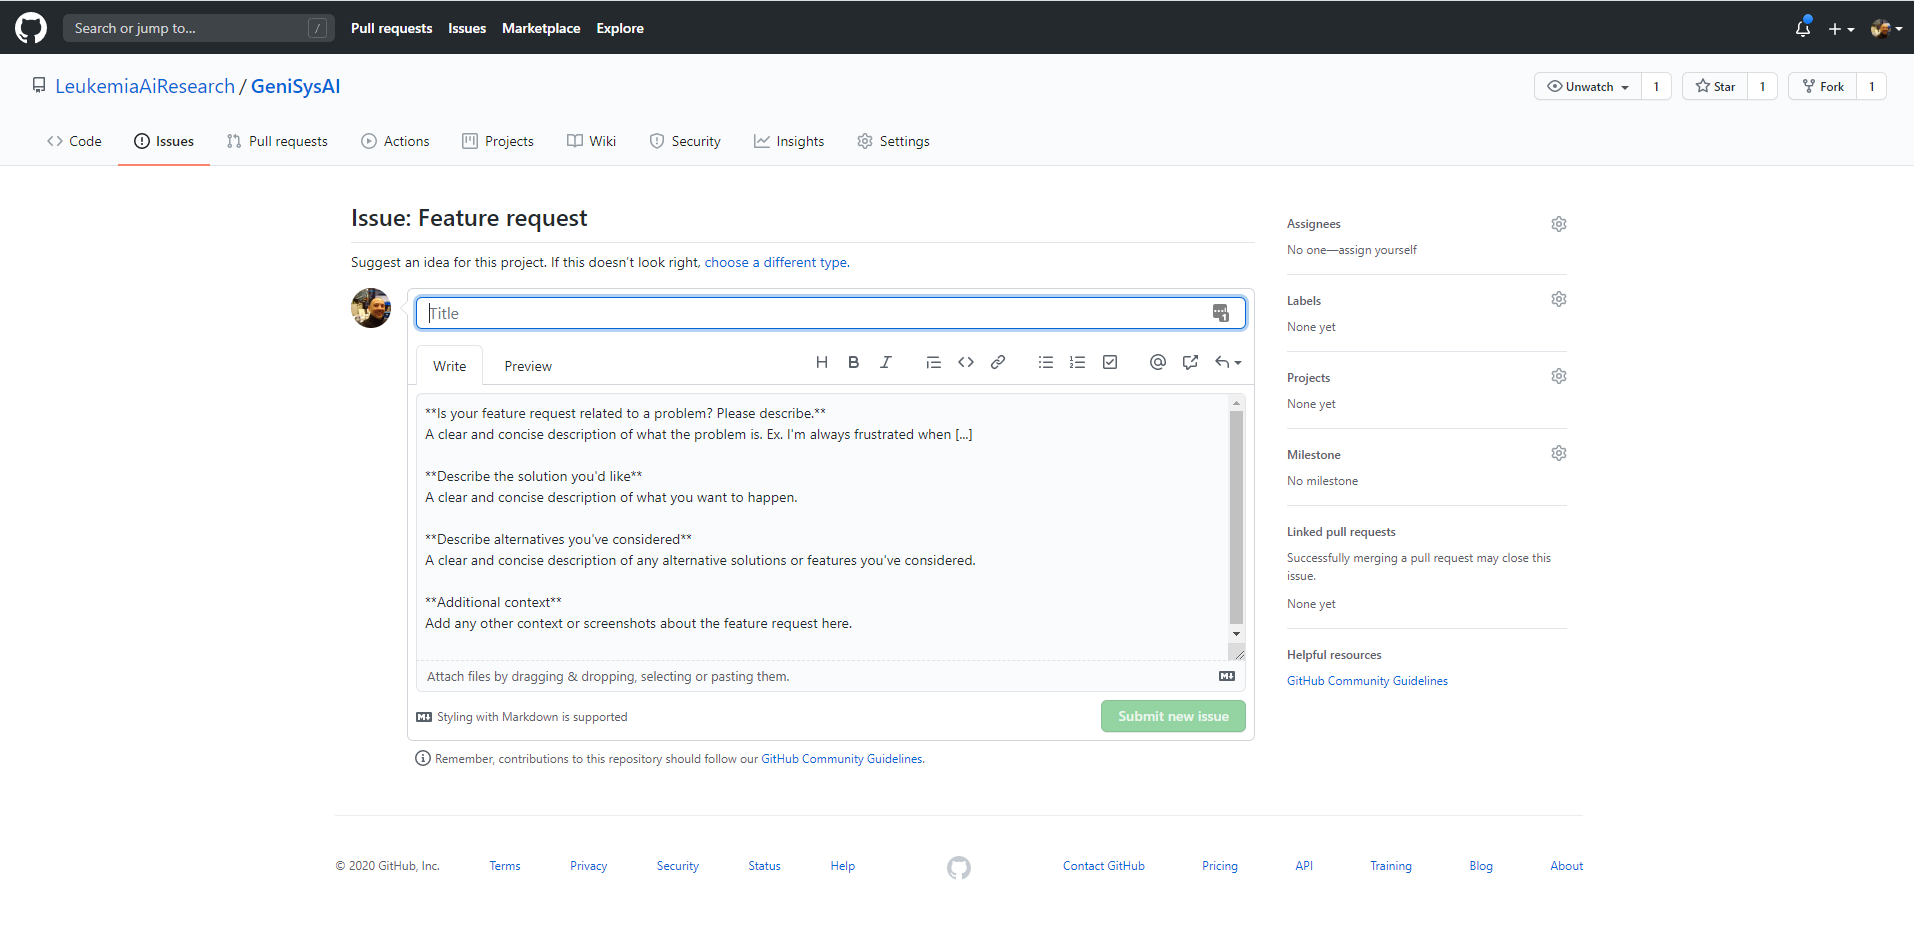 Search or jump to... /
Pull requests Issues Marketplace Explore
LeukemiaAiResearch / GeniSysAI
Unwatch 1 Star 1 Fork 1
Code Issues Pull requests Actions Projects Wiki Security Insights Settings
Issue: Feature request
Suggest an idea for this project. If this doesn't look right, choose a different type.
Title
1
Write Preview
**Is your feature request related to a problem? Please describe.**
A clear and concise description of what the problem is. Ex. I'm always frustrated when [...]
**Describe the solution you'd like**
A clear and concise description of what you want to happen.
**Describe alternatives you've considered**
A clear and concise description of any alternative solutions or features you've considered.
**Additional context**
Add any other context or screenshots about the feature request here.
Attach files by dragging & dropping, selecting or pasting them.
Styling with Markdown is supported
Submit new issue
Remember, contributions to this repository should follow our GitHub Community Guidelines.
Assignees
No one—assign yourself
Labels
None yet
Projects
None yet
Milestone
No milestone
Linked pull requests
Successfully merging a pull request may close this
issue.
None yet
Helpful resources
GitHub Community Guidelines
© 2020 GitHub, Inc. Terms Privacy Security Status Help Contact GitHub Pricing API Training Blog About